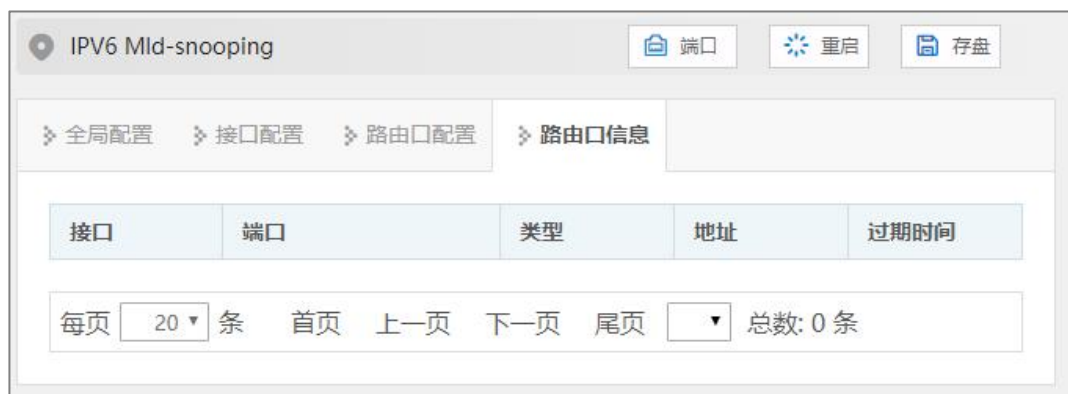 IPV6 Mld-snooping 端口 重启 存盘
全局配置 接口配置 路由口配置 路由口信息
接口 端口 类型 地址 过期时间
每页 20 条 首页 上一页 下一页 尾页 总数: 0 条